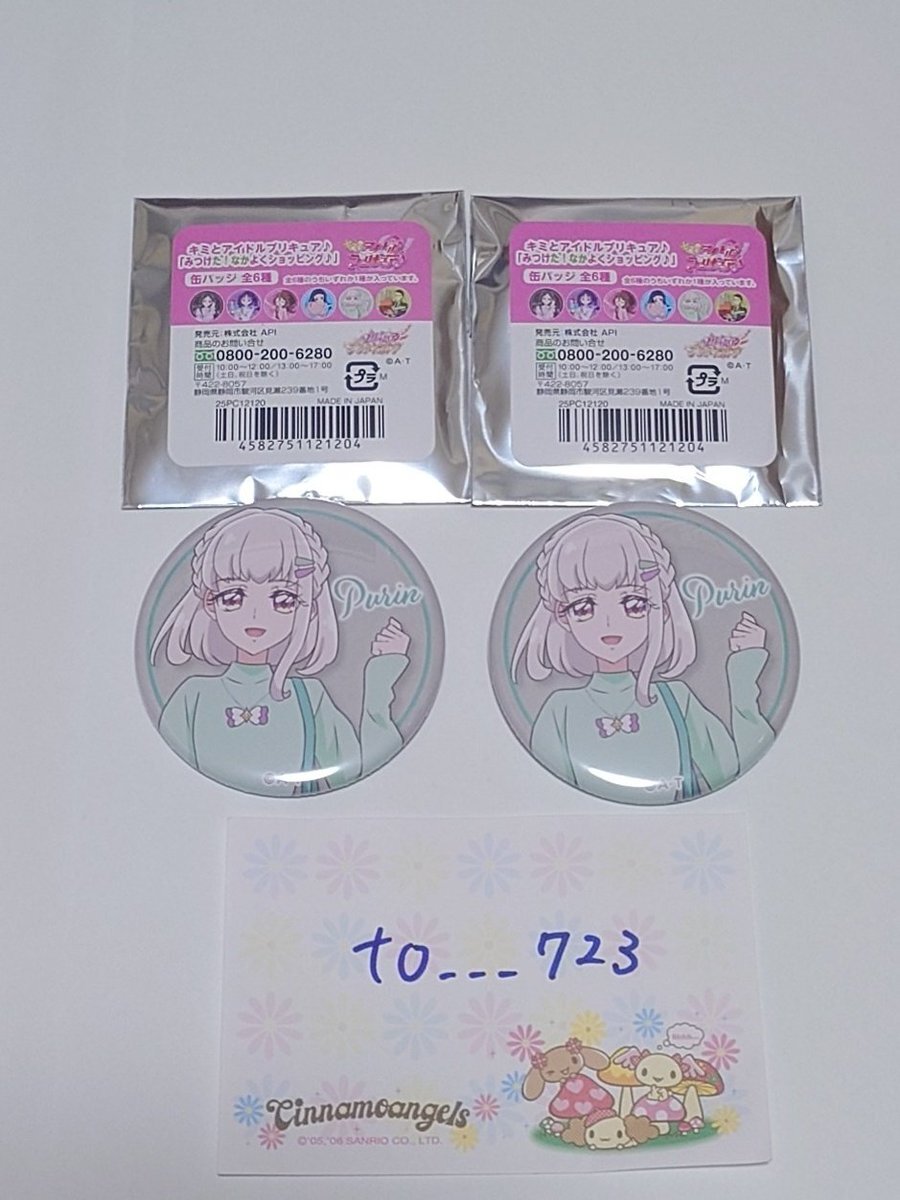 キミとアイドルプリキュア♪
「みつけた!なかよくショッピング♪」
缶バッジ 全6種
全6種のうちいずれか1種が入っています。
発売元:株式会社 API
商品のお問い合せ
0800-200-6280
受付時間 10:00〜12:00/13:00〜17:00
(土日、祝日を除く)
〒422-8057
静岡県静岡市駿河区見瀬239番地1号
©A・T
プラ M
25PC12120
MADE IN JAPAN
4582751121204
キミとアイドルプリキュア♪
「みつけた!なかよくショッピング♪」
缶バッジ 全6種
全6種のうちいずれか1種が入っています。
発売元:株式会社 API
商品のお問い合せ
0800-200-6280
受付時間 10:00〜12:00/13:00〜17:00
(土日、祝日を除く)
〒422-8057
静岡県静岡市駿河区見瀬239番地1号
©A・T
プラ M
25PC12120
MADE IN JAPAN
4582751121204
Purin
Purin
©A・T
to___723
Cinnamoangels
©'05,'06 SANRIO CO., LTD.